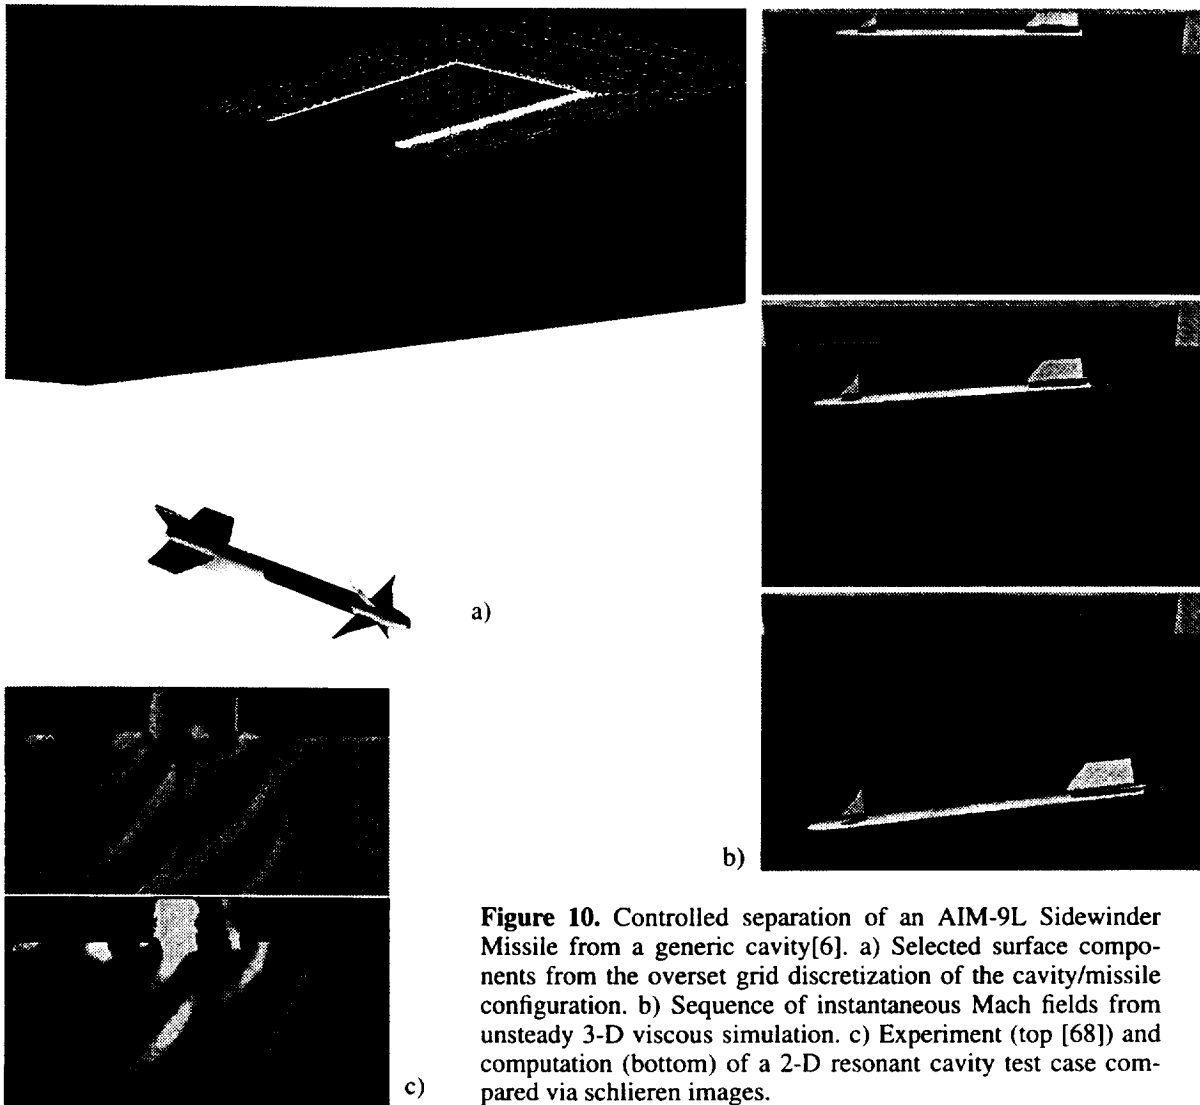 a)
b)
c)
Figure 10. Controlled separation of an AIM-9L Sidewinder
Missile from a generic cavity[6]. a) Selected surface compo-
nents from the overset grid discretization of the cavity/missile
configuration. b) Sequence of instantaneous Mach fields from
unsteady 3-D viscous simulation. c) Experiment (top [68]) and
computation (bottom) of a 2-D resonant cavity test case com-
pared via schlieren images.